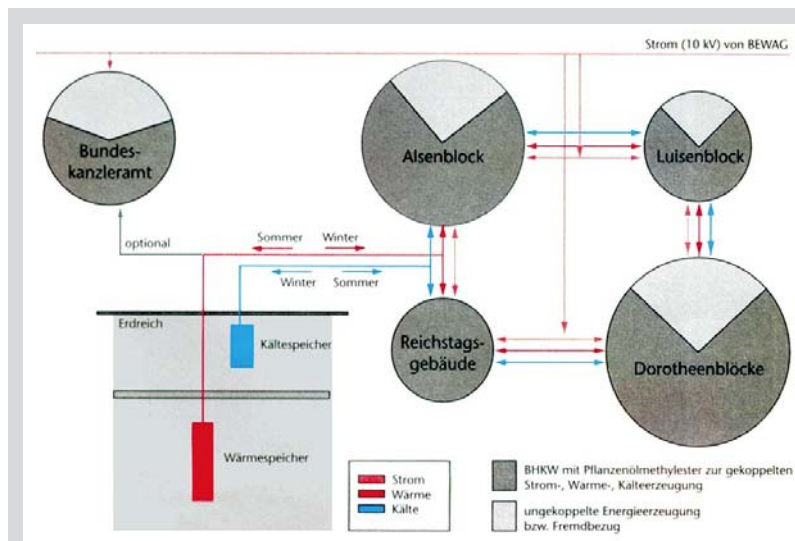 Strom (10 kV) von BEWAG
Bundes-
kanzleramt
Alsenblock
Luisenblock
optional
Sommer
Winter
Winter
Sommer
Erdreich
Kältespeicher
Reichstags-
gebäude
Dorotheenblöcke
Wärmespeicher
Strom
Wärme
Kälte
BHKW mit Pflanzenölmethylester zur gekoppelten
Strom-, Wärme-, Kälteerzeugung
ungekoppelte Energieerzeugung
bzw. Fremdbezug